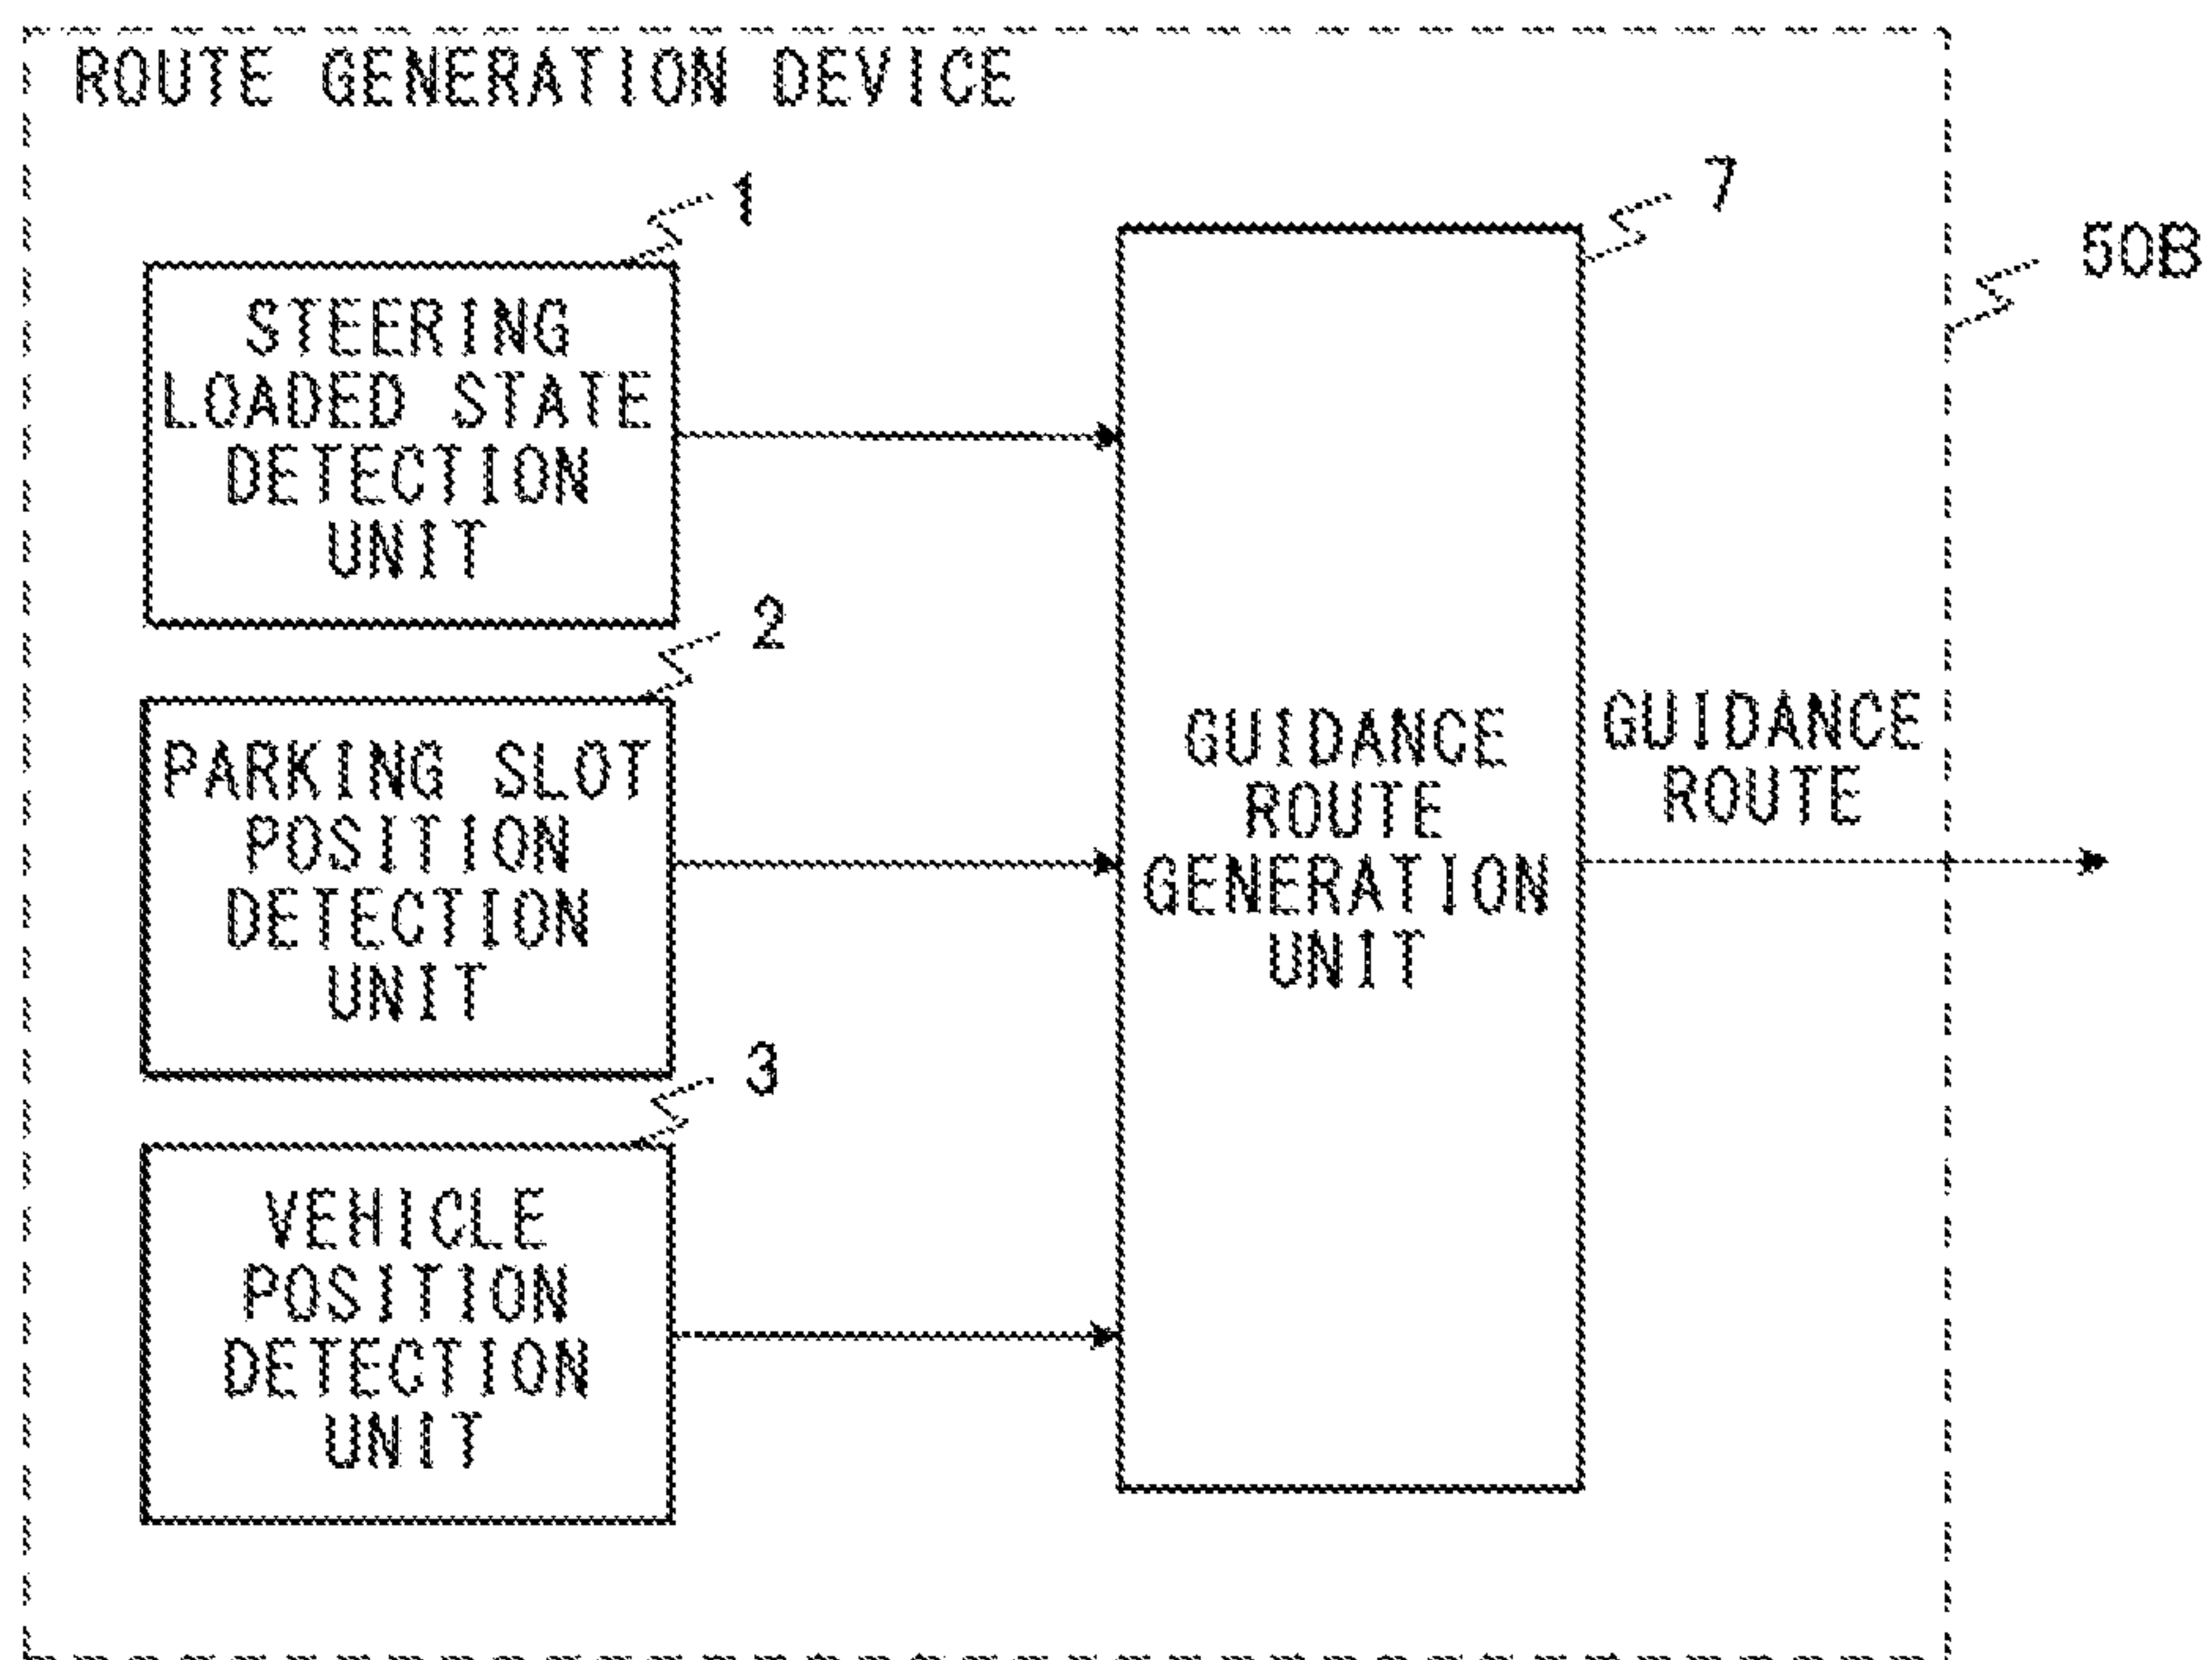 ROUTE GENERATION DEVICE
1
7
50B
STEERING
LOADED STATE
DETECTION
UNIT
2
PARKING SLOT
POSITION
DETECTION
UNIT
3
VEHICLE
POSITION
DETECTION
UNIT
GUIDANCE
ROUTE
GENERATION
UNIT
GUIDANCE
ROUTE